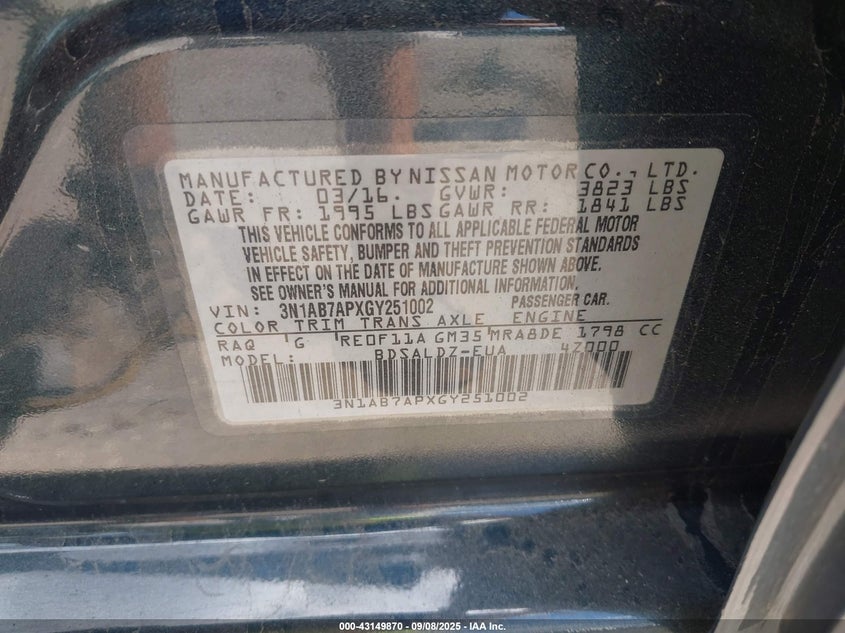 MANUFACTURED BY NISSAN MOTOR CO., LTD.
DATE: 03/16. GVWR: 3823 LBS
GAWR FR: 1995 LBS GAWR RR: 1841 LBS
THIS VEHICLE CONFORMS TO ALL APPLICABLE FEDERAL MOTOR
VEHICLE SAFETY, BUMPER AND THEFT PREVENTION STANDARDS
IN EFFECT ON THE DATE OF MANUFACTURE SHOWN ABOVE.
SEE OWNER'S MANUAL FOR ADDITIONAL INFORMATION.
VIN: 3N1AB7APXGY251002 PASSENGER CAR.
COLOR TRIM TRANS AXLE ENGINE
RAQ G RE0F11A GM35 MRA8DE 1798 CC
MODEL: BDSALDZ-EUA 4Z000
3N1AB7APXGY251002
000-43149870 - 09/08/2025 - IAA Inc.